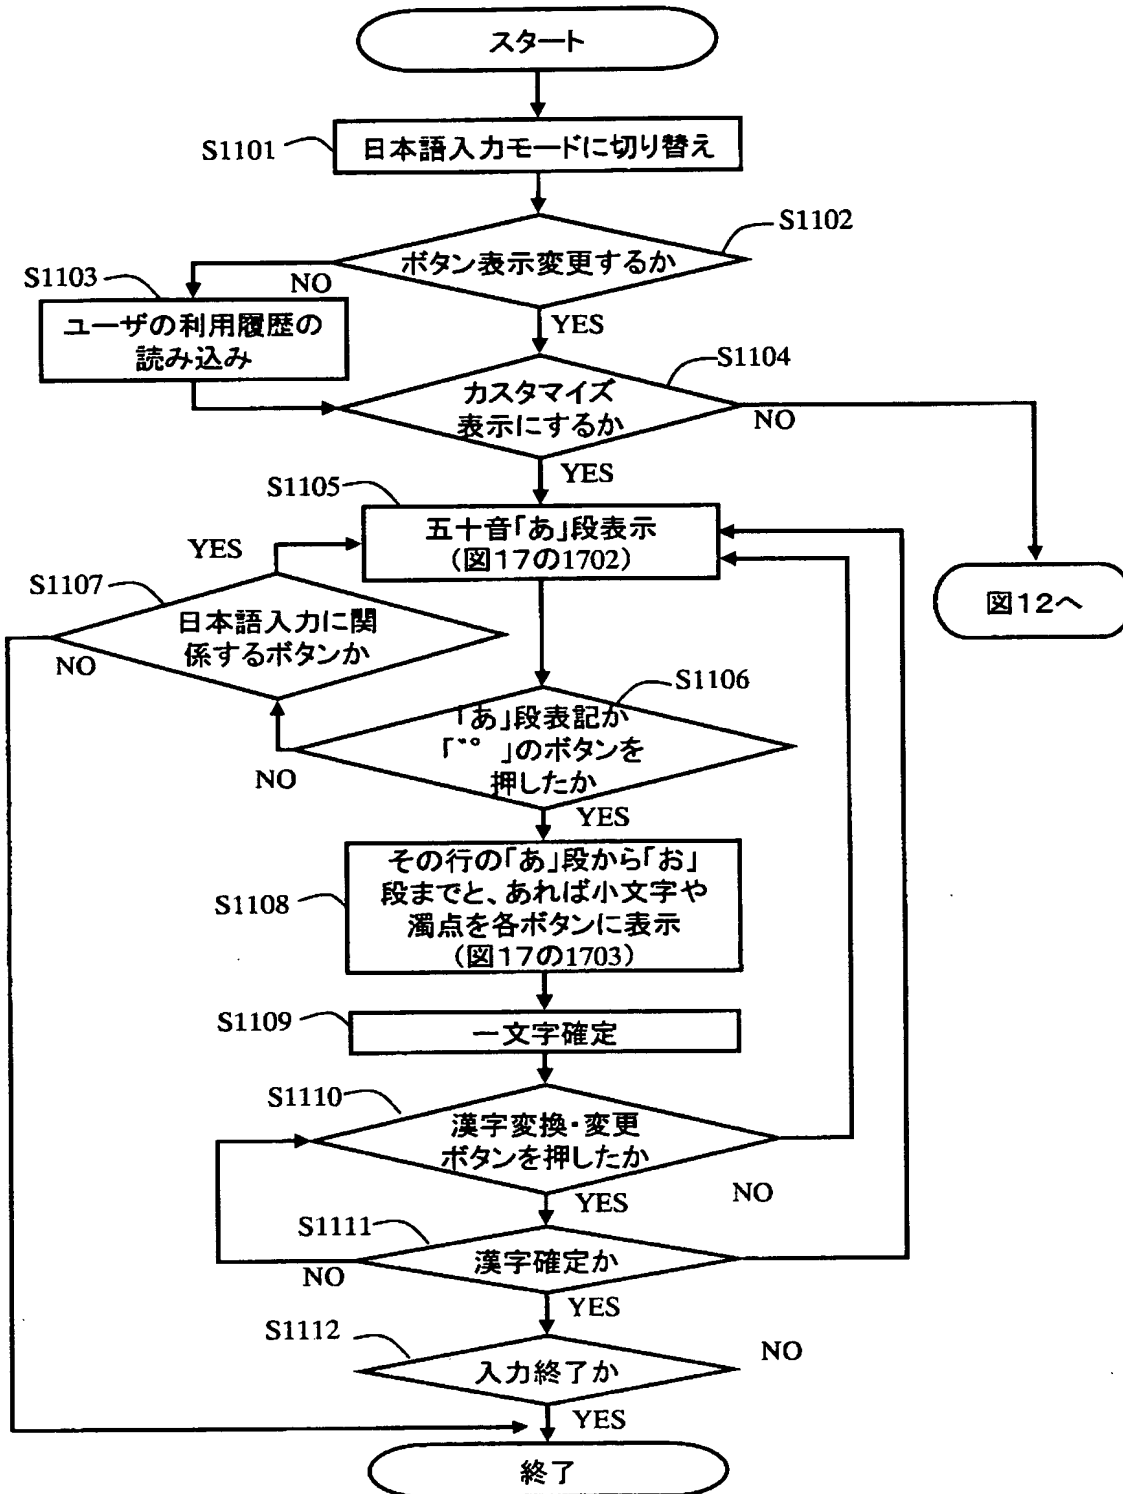 スタート
S1101
日本語入力モードに切り替え
S1102
ボタン表示変更するか
NO
YES
S1103
ユーザの利用履歴の
読み込み
S1104
カスタマイズ
表示にするか
NO
YES
S1105
五十音「あ」段表示
(図17の1702)
図12へ
YES
S1107
日本語入力に関
係するボタンか
NO
S1106
「あ」段表記か
「゛゜」のボタンを
押したか
NO
YES
S1108
その行の「あ」段から「お」
段までと、あれば小文字や
濁点を各ボタンに表示
(図17の1703)
S1109
一文字確定
S1110
漢字変換・変更
ボタンを押したか
YES
NO
S1111
漢字確定か
NO
YES
S1112
入力終了か
NO
YES
終了